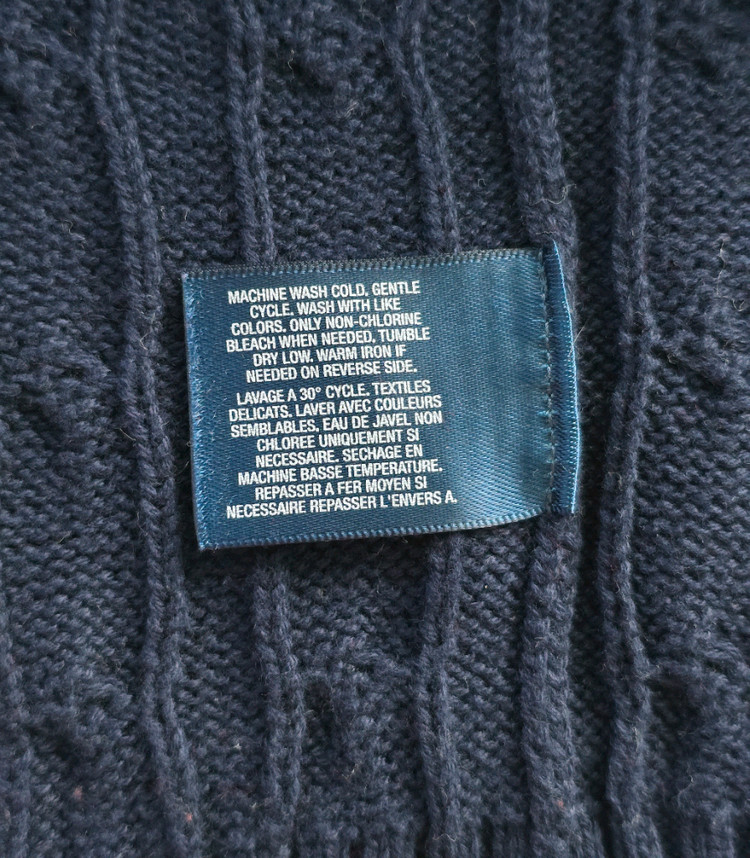 MACHINE WASH COLD, GENTLE
CYCLE. WASH WITH LIKE
COLORS. ONLY NON-CHLORINE
BLEACH WHEN NEEDED. TUMBLE
DRY LOW. WARM IRON IF
NEEDED ON REVERSE SIDE.
LAVAGE A 30° CYCLE. TEXTILES
DELICATS. LAVER AVEC COULEURS
SEMBLABLES. EAU DE JAVEL NON
CHLOREE UNIQUEMENT SI
NECESSAIRE. SECHAGE EN
MACHINE BASSE TEMPERATURE.
REPASSER A FER MOYEN SI
NECESSAIRE REPASSER L'ENVERS A.